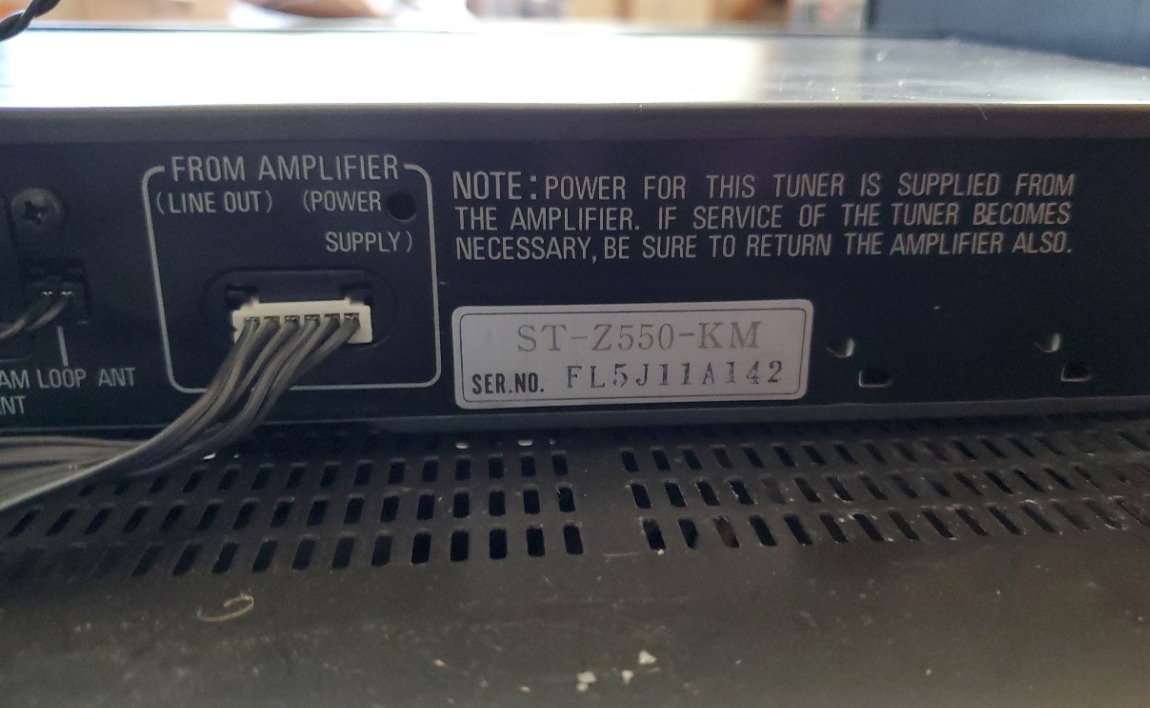 FROM AMPLIFIER
(LINE OUT) (POWER
SUPPLY)
NOTE: POWER FOR THIS TUNER IS SUPPLIED FROM
THE AMPLIFIER. IF SERVICE OF THE TUNER BECOMES
NECESSARY, BE SURE TO RETURN THE AMPLIFIER ALSO.
ST-Z550-KM
SER.NO. FL5J11A142
AM LOOP ANT